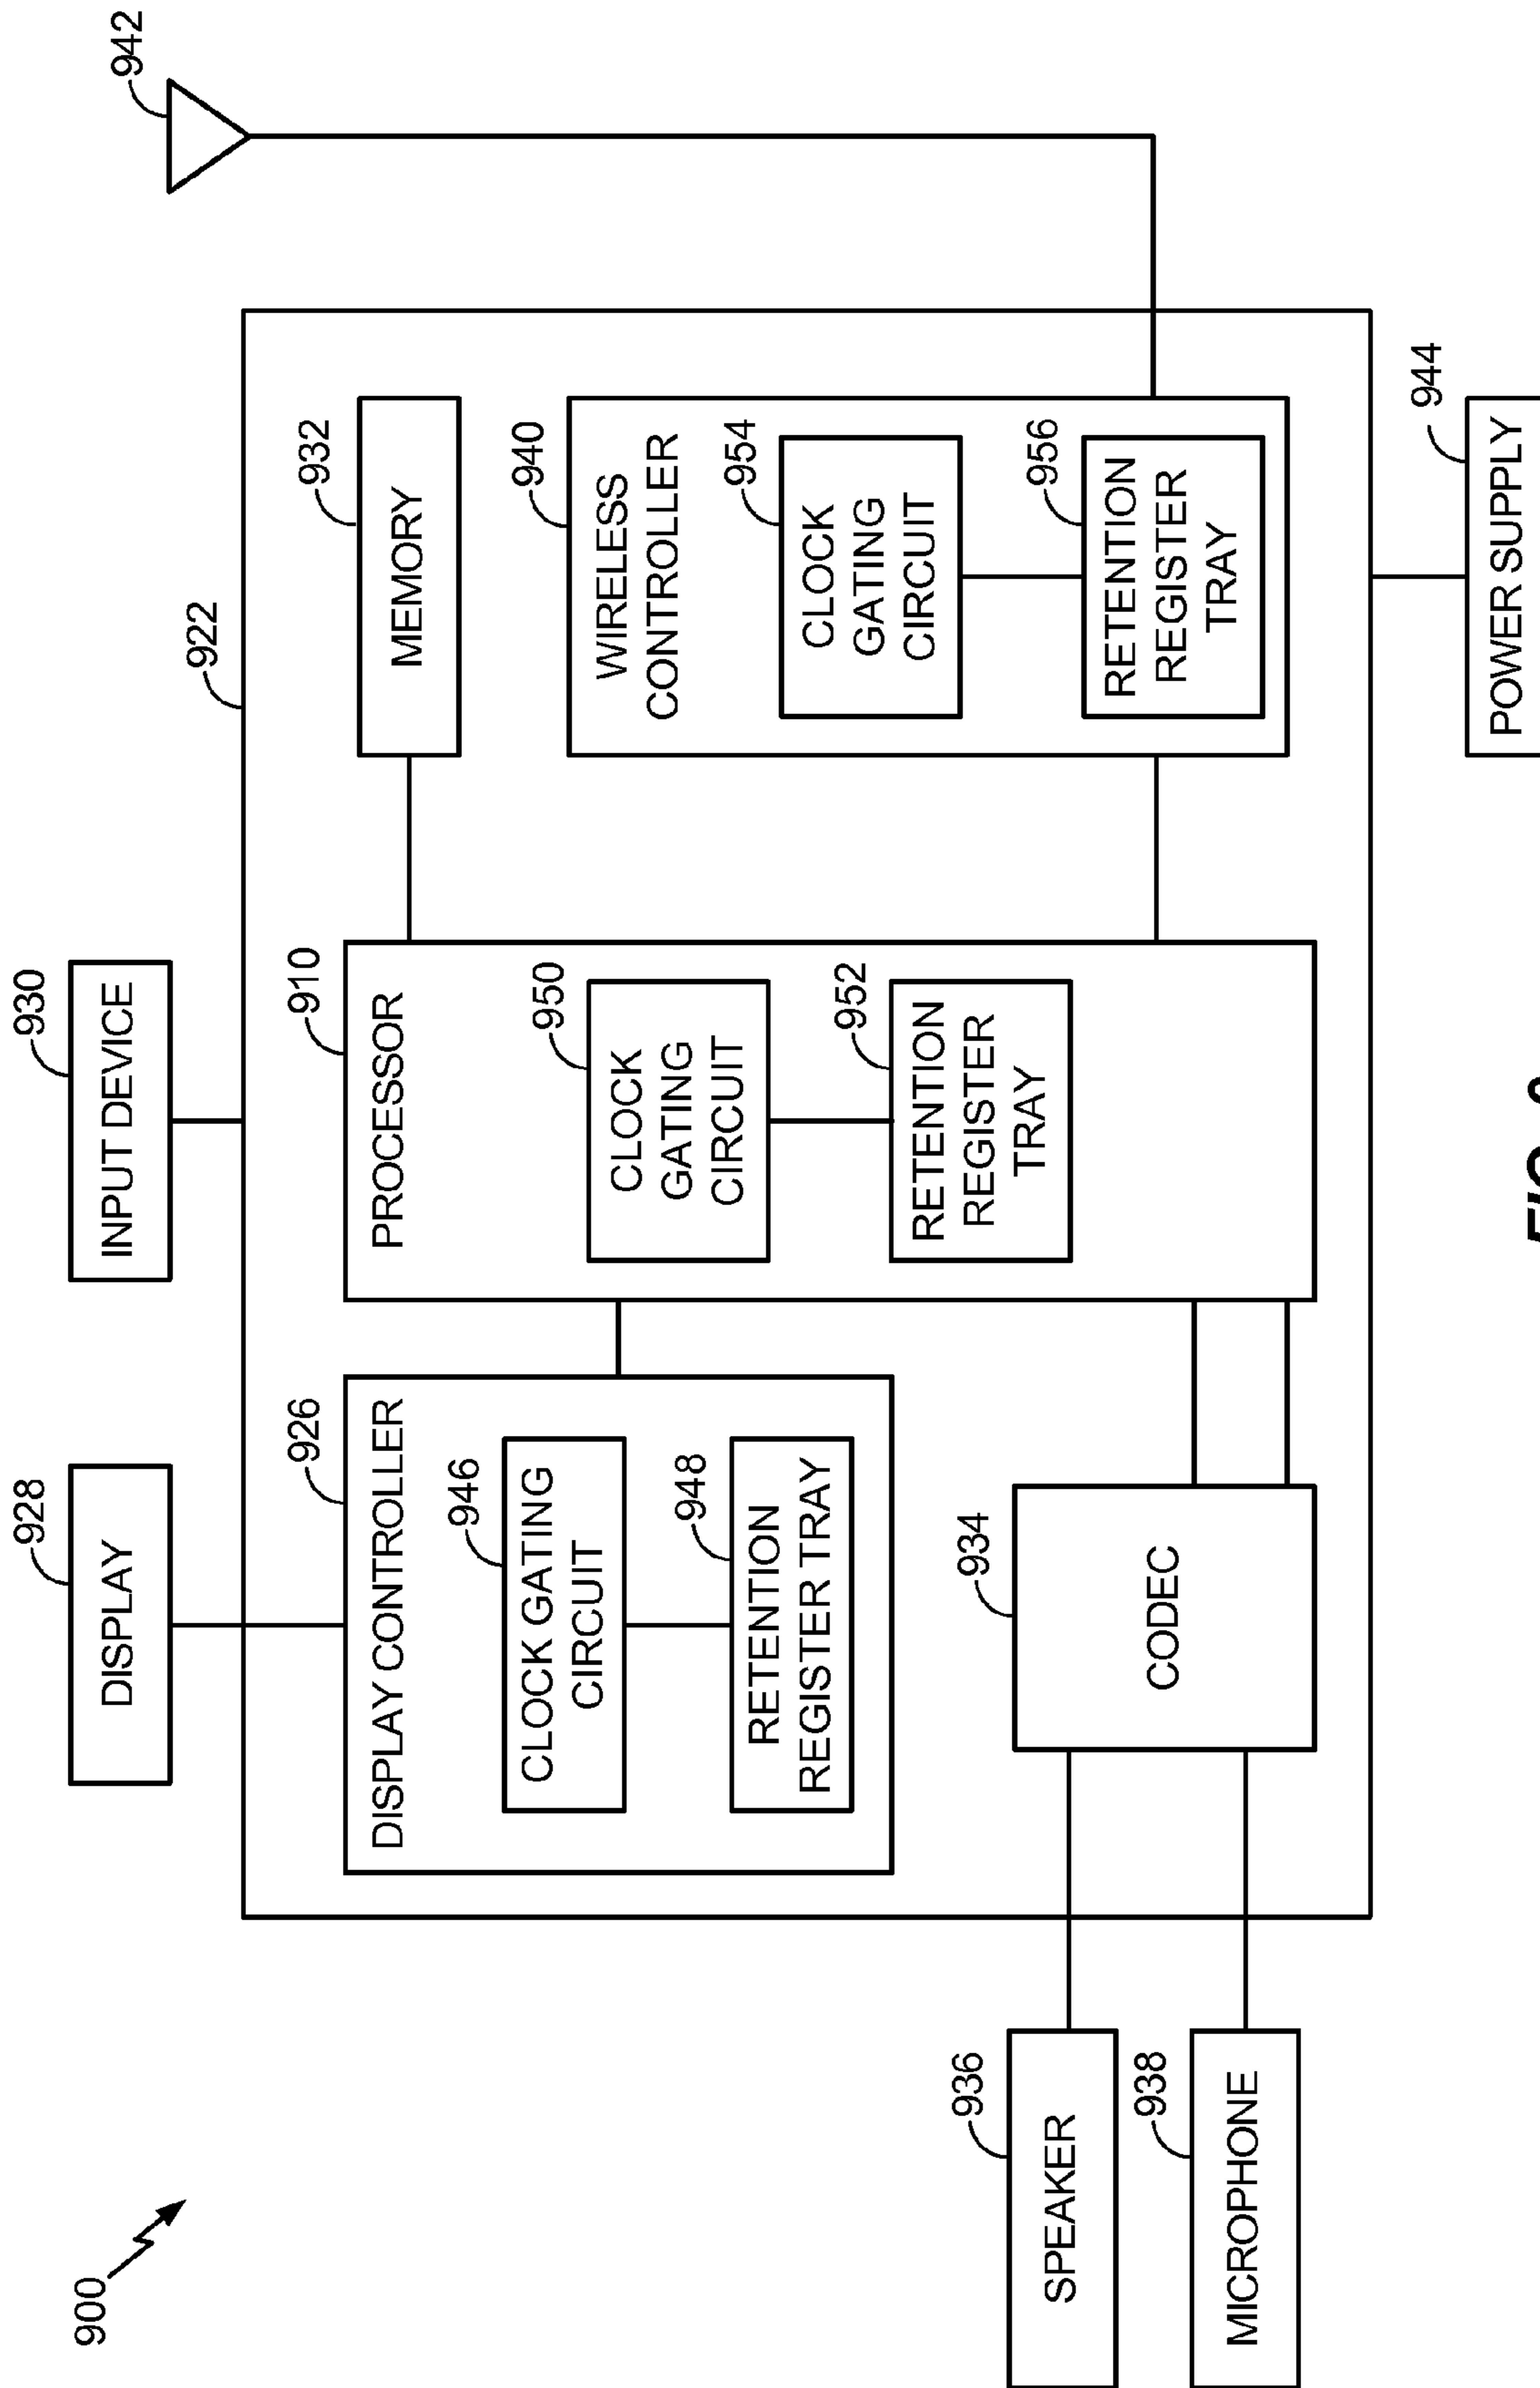 900
928
DISPLAY
930
INPUT DEVICE
942
922
926
DISPLAY CONTROLLER
946
CLOCK GATING
CIRCUIT
948
RETENTION
REGISTER TRAY
910
PROCESSOR
950
CLOCK
GATING
CIRCUIT
952
RETENTION
REGISTER
TRAY
932
MEMORY
940
WIRELESS
CONTROLLER
954
CLOCK
GATING
CIRCUIT
956
RETENTION
REGISTER
TRAY
934
CODEC
936
SPEAKER
938
MICROPHONE
944
POWER SUPPLY
FIG.